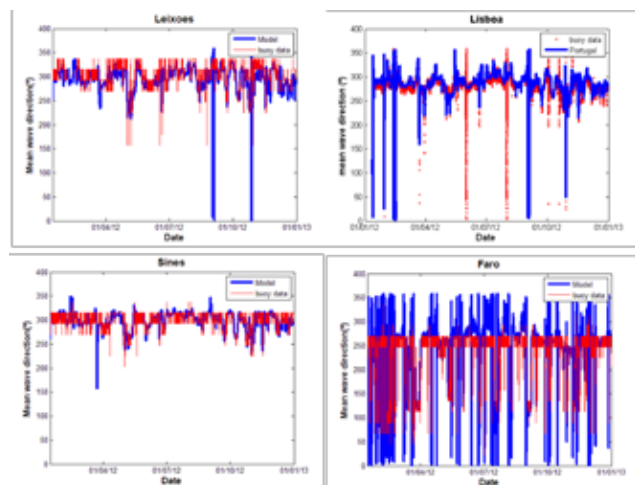 Leixoes
Model
buoy data
Mean wave direction(°)
400
350
300
250
200
150
100
50
0
01/04/12
01/07/12
01/10/12
01/01/13
Date
Lisboa
buoy data
Portugal
mean wave direction (°)
400
350
300
250
200
150
100
50
0
01/01/12
01/04/12
01/07/12
01/10/12
01/01/13
Date
Sines
Model
buoy data
Mean wave direction(°)
400
350
300
250
200
150
100
50
0
01/04/12
01/07/12
01/10/12
01/01/13
Date
Faro
Model
buoy data
Mean wave direction(°)
400
350
300
250
200
150
100
50
0
01/04/12
01/07/12
01/10/12
01/01/13
Date